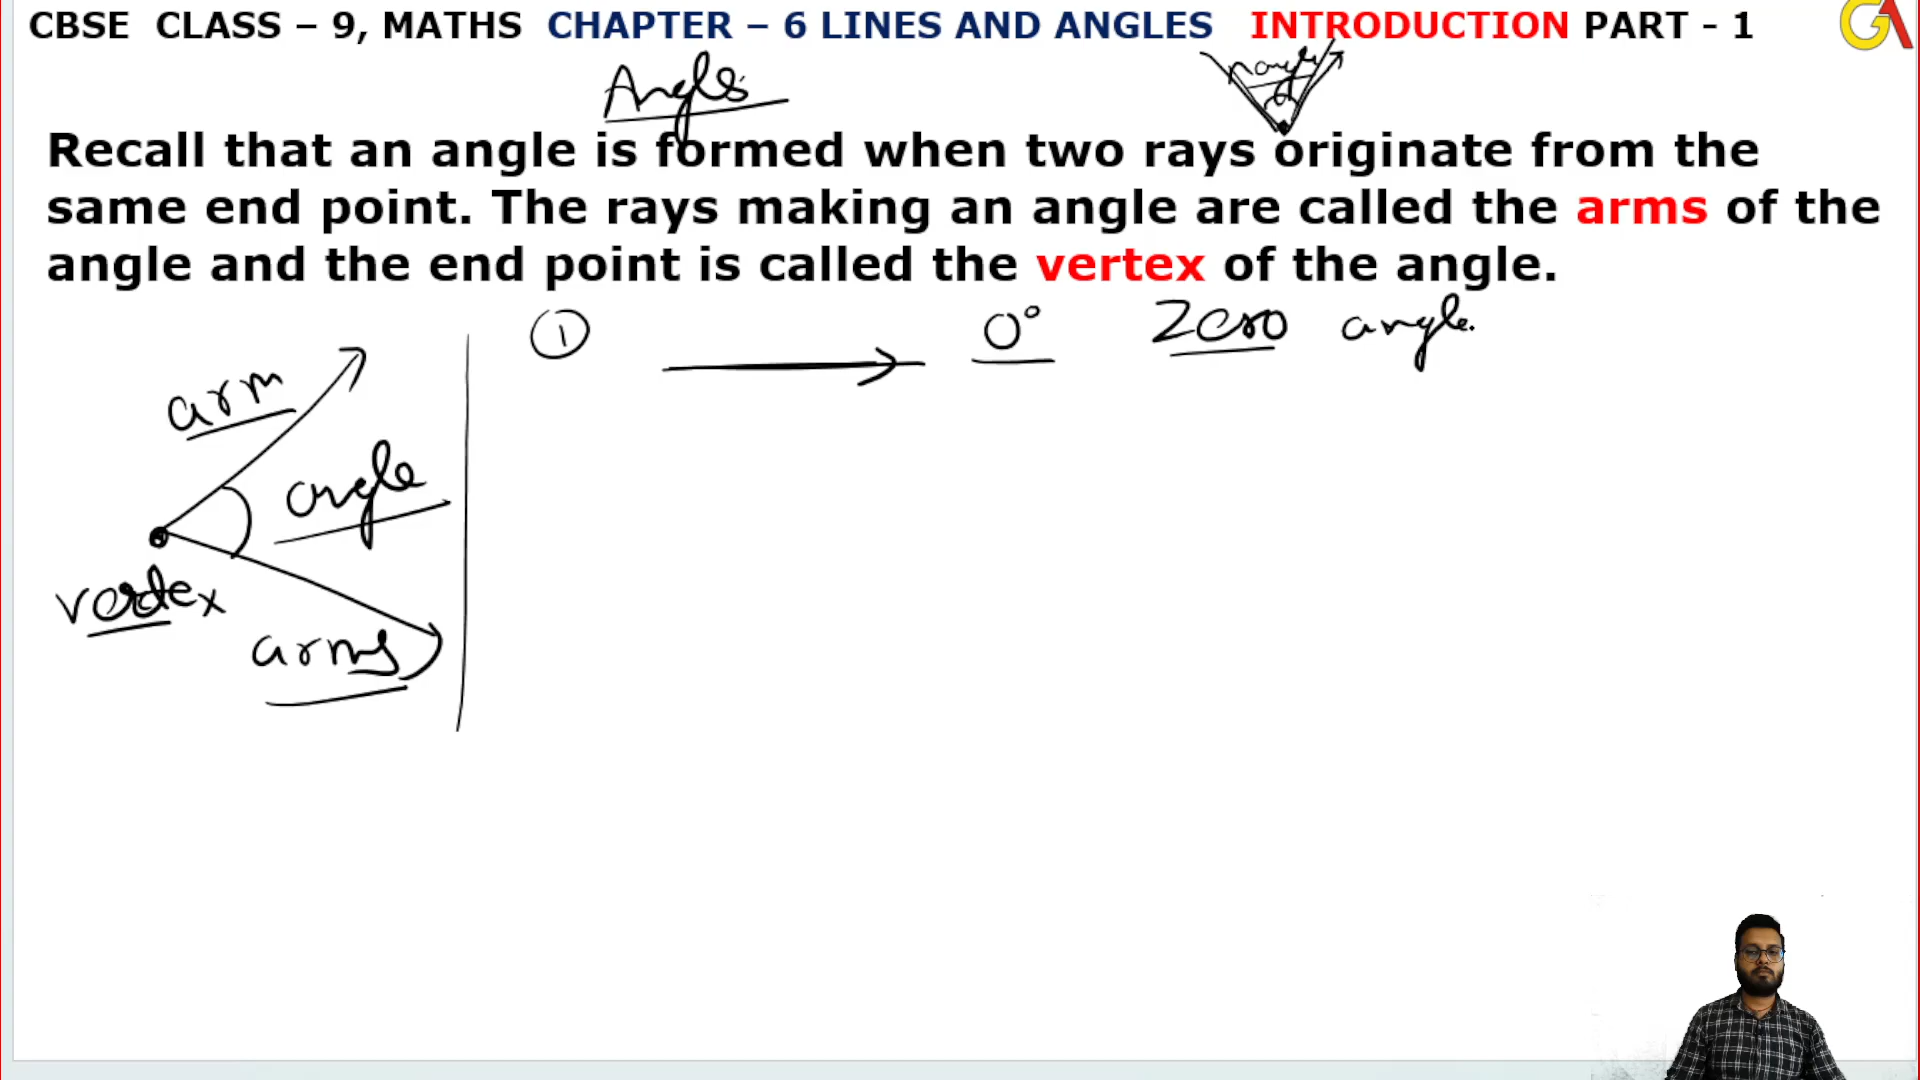 CBSE CLASS – 9, MATHS CHAPTER – 6 LINES AND ANGLES INTRODUCTION PART - 1
GA
Angles
angle
Recall that an angle is formed when two rays originate from the
same end point. The rays making an angle are called the arms of the
angle and the end point is called the vertex of the angle.
① 0° Zero angle.
arm
angle
vertex
arms